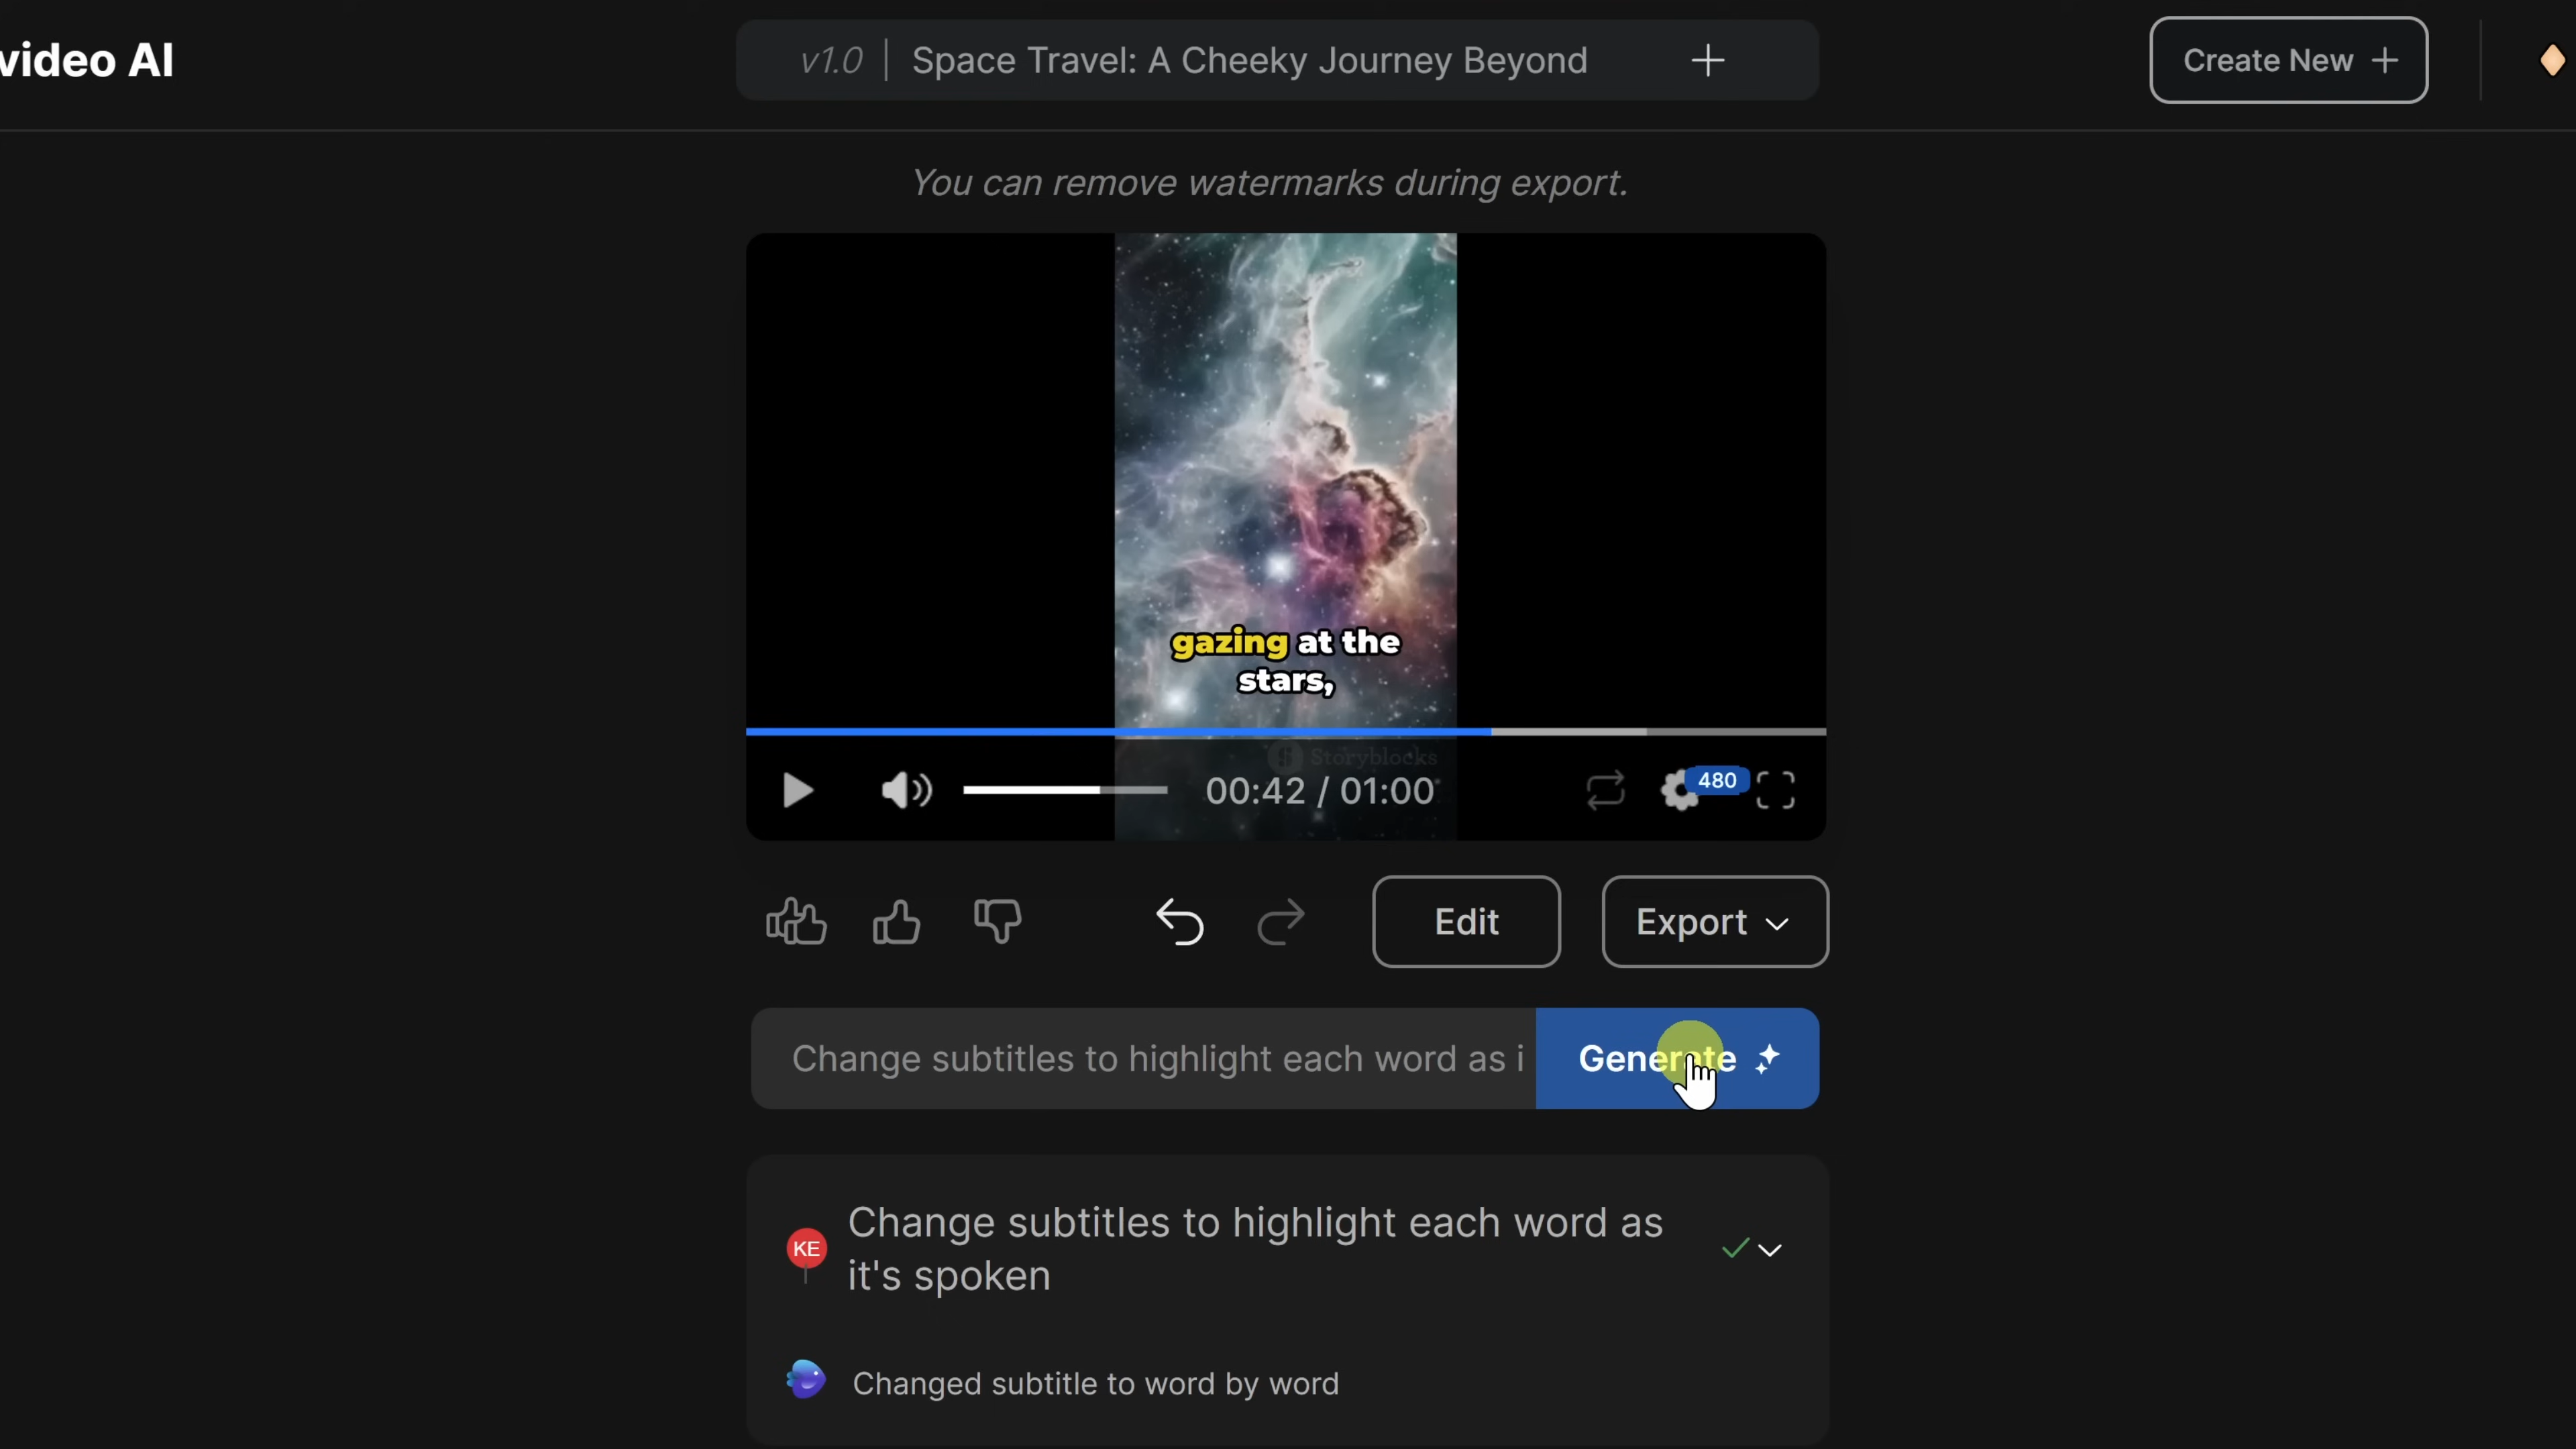 video AI
v1.0 | Space Travel: A Cheeky Journey Beyond
Create New +
You can remove watermarks during export.
gazing at the
stars,
Storyblocks
00:42 / 01:00
480
Edit
Export
Change subtitles to highlight each word as i
Generate
KE
Change subtitles to highlight each word as
it's spoken
Changed subtitle to word by word